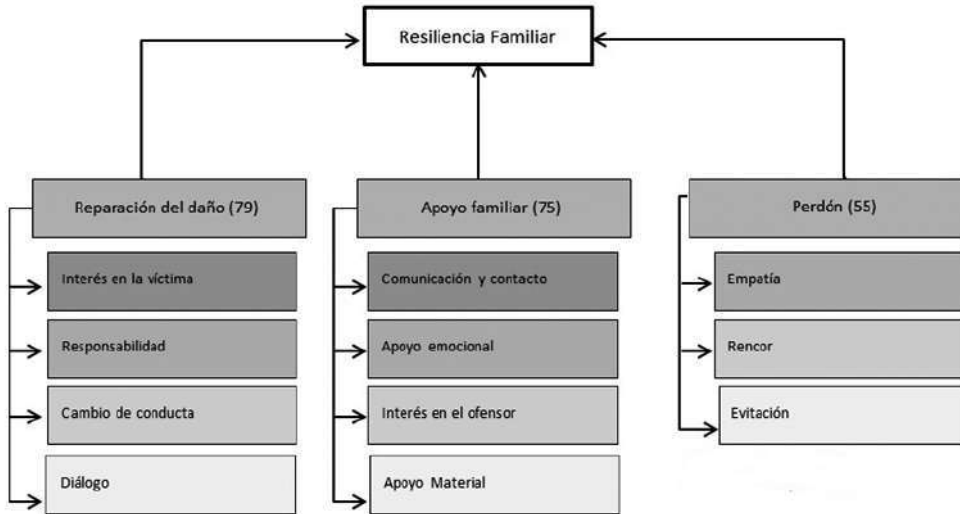 Resiliencia Familiar
Reparación del daño (79)
Interés en la víctima
Responsabilidad
Cambio de conducta
Diálogo
Apoyo familiar (75)
Comunicación y contacto
Apoyo emocional
Interés en el ofensor
Apoyo Material
Perdón (55)
Empatía
Rencor
Evitación